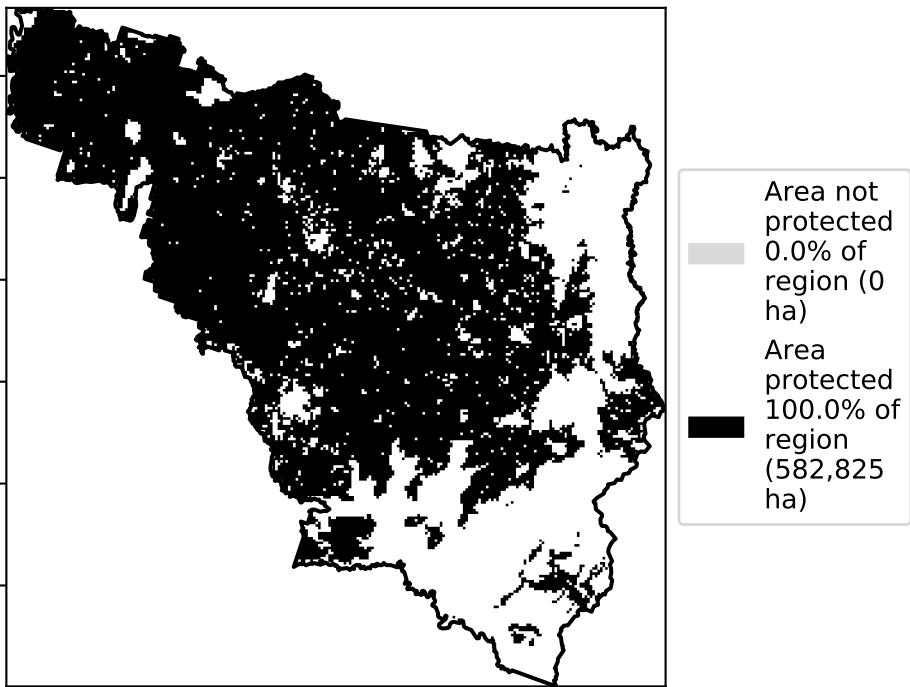 Area not
protected
0.0% of
region (0
ha)
Area
protected
100.0% of
region
(582,825
ha)